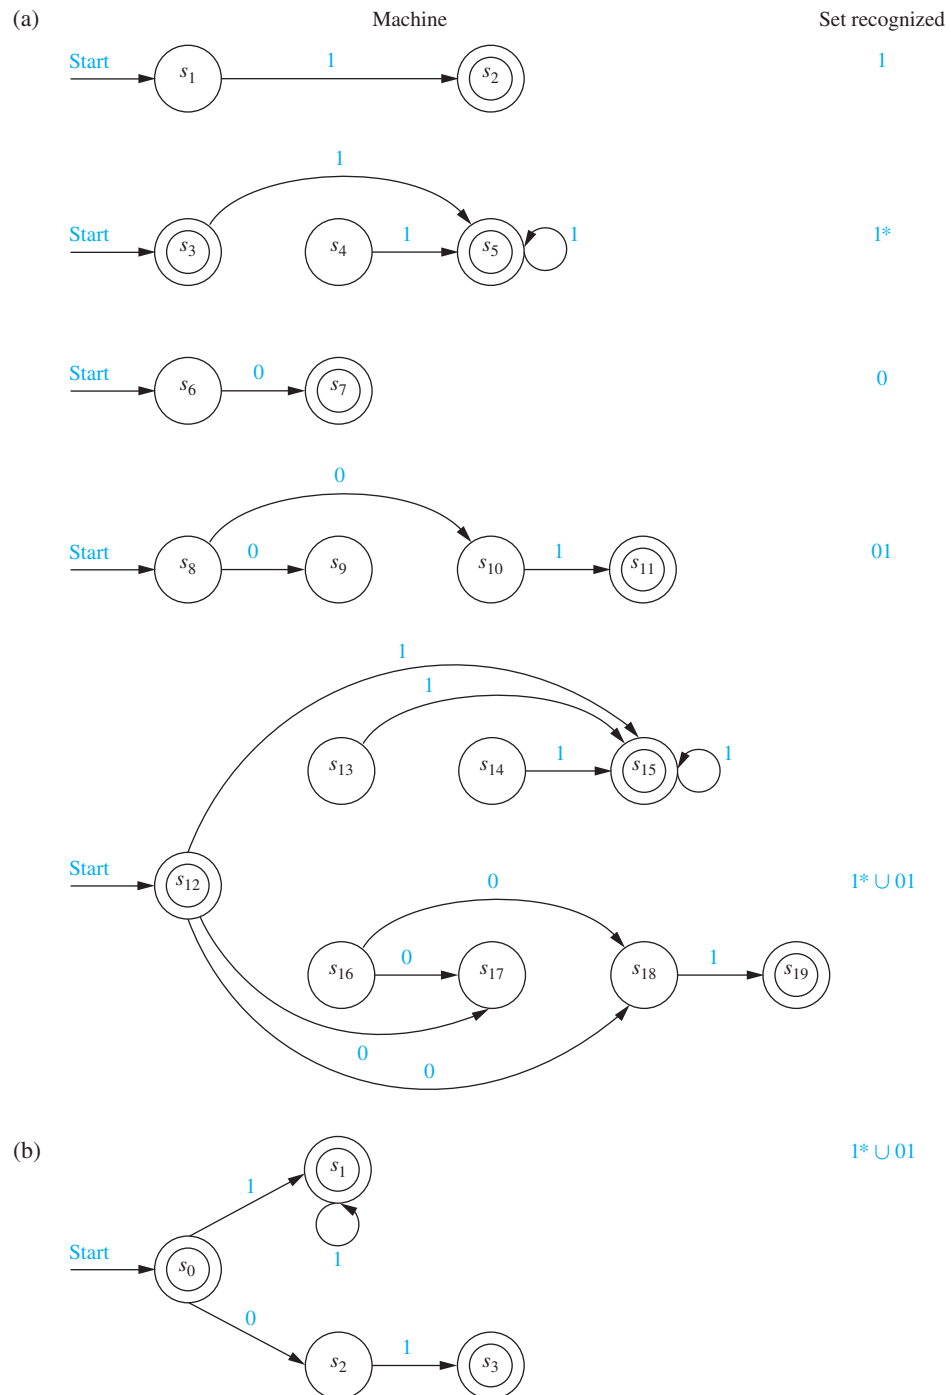 (a) Machine Set recognized
1
Start s₁ 1 s₂
1
Start s₃ s₄ 1 s₅ 1 1*
Start s₆ 0 s₇ 0
0
Start s₈ 0 s₉ s₁₀ 1 s₁₁ 01
1
1
s₁₃ s₁₄ 1 s₁₅ 1
Start s₁₂ 0 1* ∪ 01
s₁₆ 0 s₁₇ s₁₈ 1 s₁₉
0 0
(b) s₁ 1* ∪ 01
1
Start s₀ 1
0 1
s₂ s₃